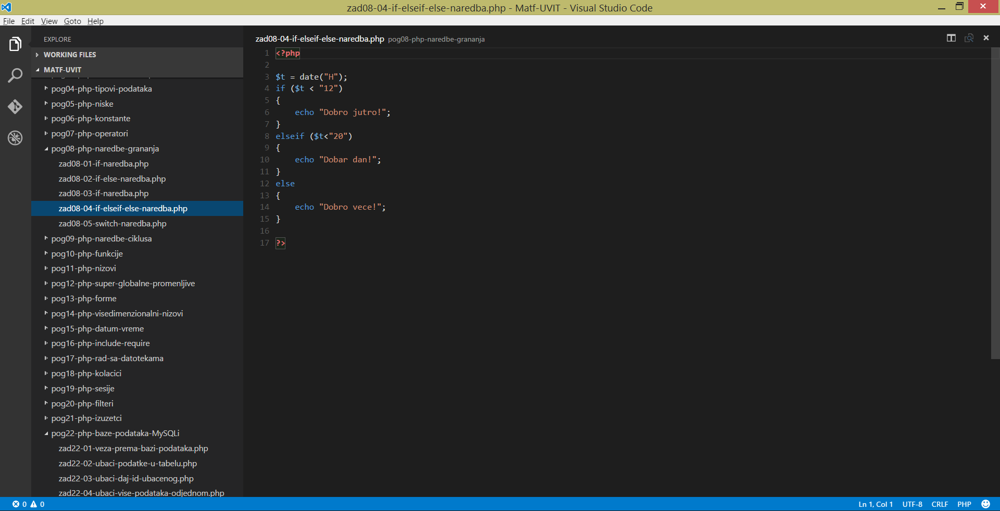 zad08-04-if-elseif-else-naredba.php - Matf-UVIT - Visual Studio Code
File Edit View Goto Help
EXPLORE
WORKING FILES
MATF-UVIT
pog04-php-tipovi-podataka
pog05-php-niske
pog06-php-konstante
pog07-php-operatori
pog08-php-naredbe-grananja
zad08-01-if-naredba.php
zad08-02-if-else-naredba.php
zad08-03-if-naredba.php
zad08-04-if-elseif-else-naredba.php
zad08-05-switch-naredba.php
pog09-php-naredbe-ciklusa
pog10-php-funkcije
pog11-php-nizovi
pog12-php-super-globalne-promenljive
pog13-php-forme
pog14-php-visedimenzionalni-nizovi
pog15-php-datum-vreme
pog16-php-include-require
pog17-php-rad-sa-datotekama
pog18-php-kolacici
pog19-php-sesije
pog20-php-filteri
pog21-php-izuzetci
pog22-php-baze-podataka-MySQLi
zad22-01-veza-prema-bazi-podataka.php
zad22-02-ubaci-podatke-u-tabelu.php
zad22-03-ubaci-daj-id-ubacenog.php
zad22-04-ubaci-vise-podataka-odjednom.php
zad08-04-if-elseif-else-naredba.php pog08-php-naredbe-grananja
1 <?php
2
3 $t = date("H");
4 if ($t < "12")
5 {
6     echo "Dobro jutro!";
7 }
8 elseif ($t<"20")
9 {
10     echo "Dobar dan!";
11 }
12 else
13 {
14     echo "Dobro vece!";
15 }
16
17 ?>
0 0
Ln 1, Col 1 UTF-8 CRLF PHP